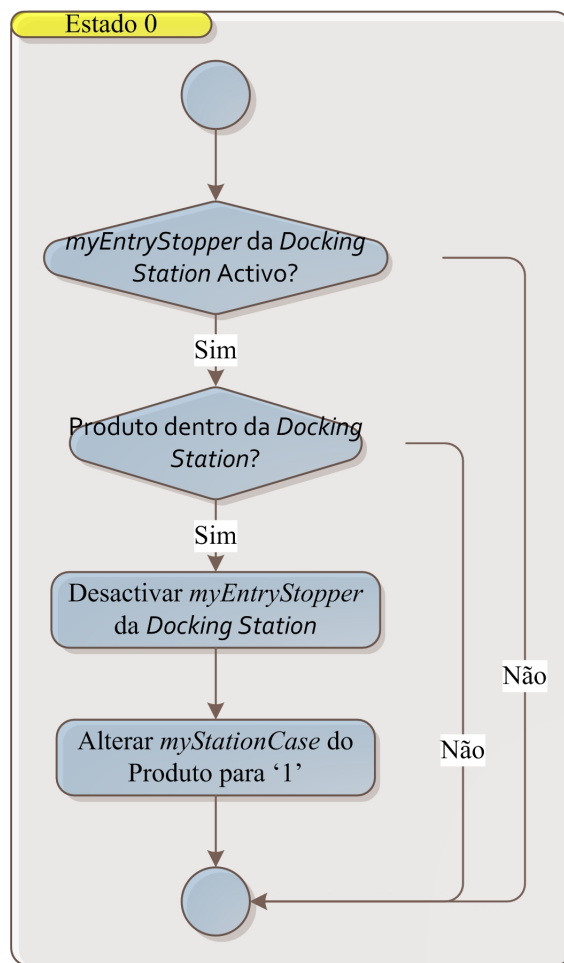 Estado 0
myEntryStopper da Docking
Station Activo?
Sim
Produto dentro da Docking
Station?
Sim
Desactivar myEntryStopper
da Docking Station
Não
Alterar myStationCase do
Produto para ‘1’
Não